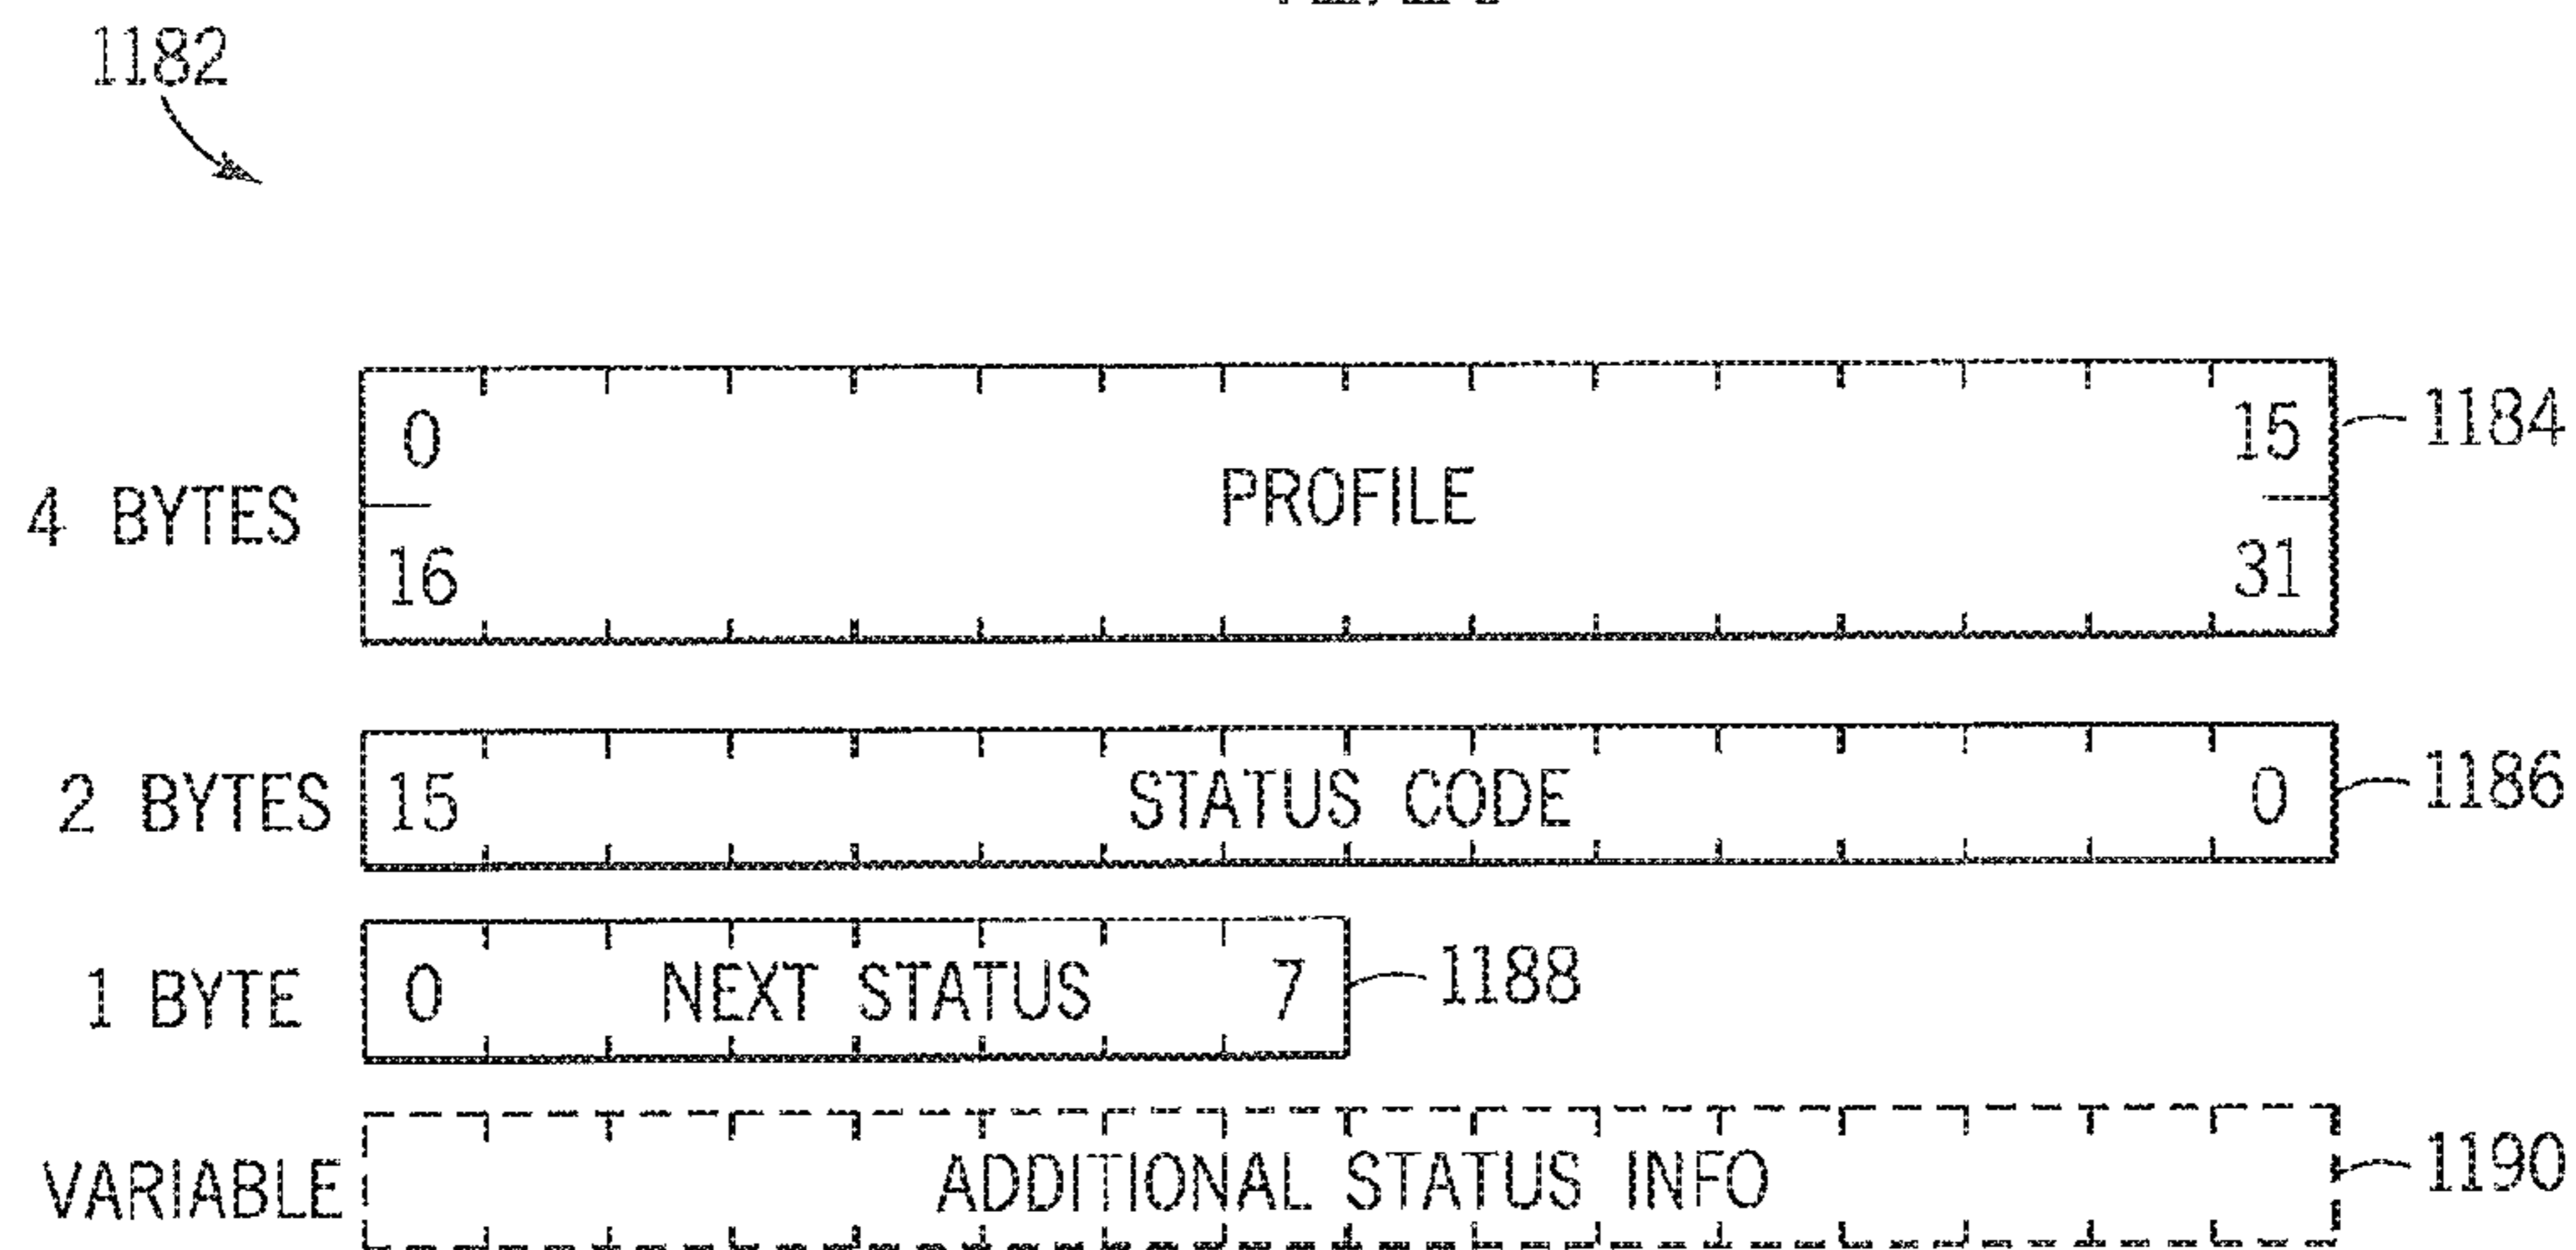 1182
0
15
1184
4 BYTES
PROFILE
16
31
2 BYTES
15
STATUS CODE
0
1186
1 BYTE
0
NEXT STATUS
7
1188
VARIABLE
ADDITIONAL STATUS INFO
1190